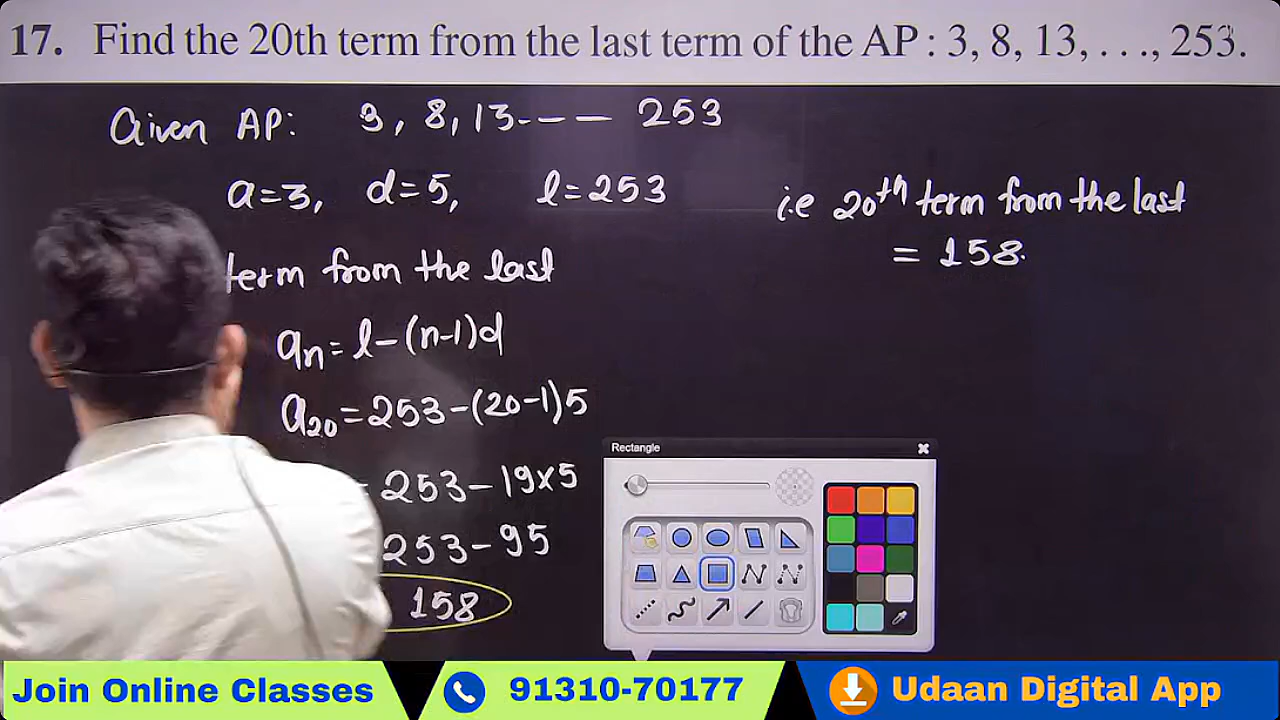 17. Find the 20th term from the last term of the AP : 3, 8, 13, . . ., 253.
Given AP: 3, 8, 13.--- 253
a=3, d=5, l=253
term from the last
an = l-(n-1)d
a20 = 253-(20-1)5
253-19×5
253-95
158
i.e 20th term from the last
= 158.
Rectangle
Join Online Classes
91310-70177
Udaan Digital App